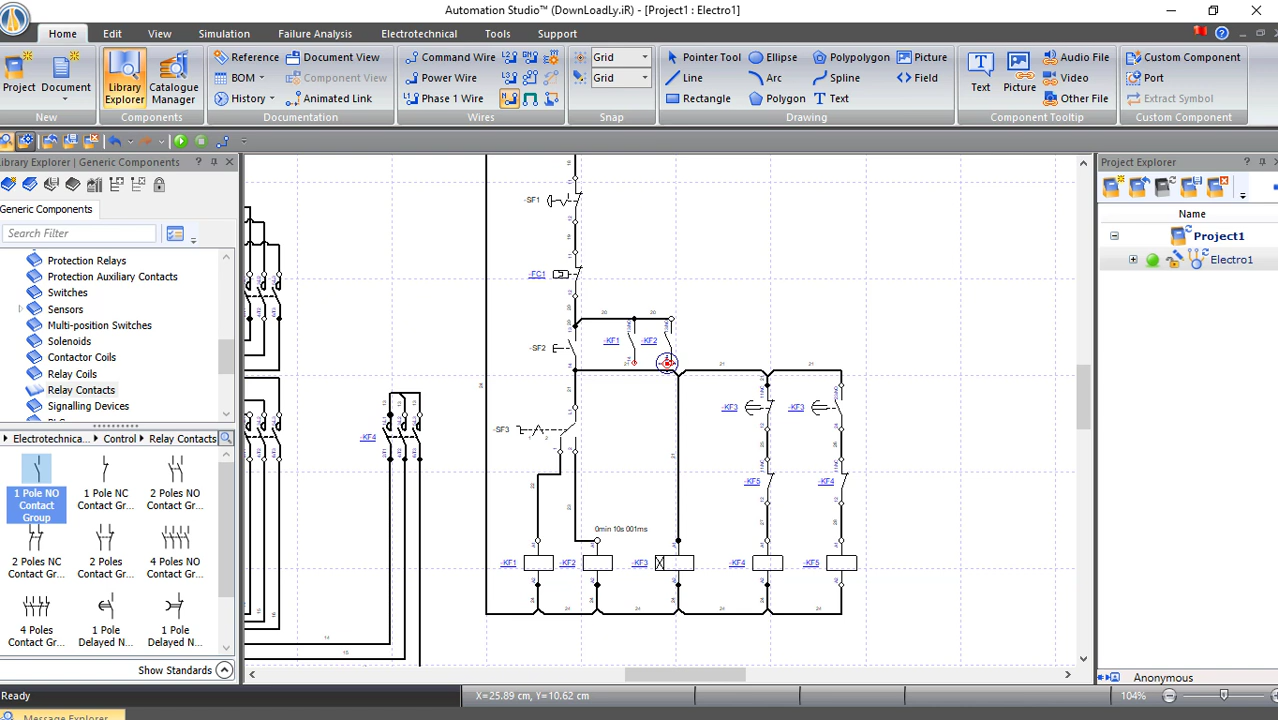 Automation Studio™ (DownLoadLy.iR) - [Project1 : Electro1]
Home Edit View Simulation Failure Analysis Electrotechnical Tools Support
Reference Document View Command Wire Grid Pointer Tool Ellipse Polypolygon Picture Audio File Custom Component
BOM Component View Power Wire Grid Line Arc Spline Field Video Port
History Animated Link Phase 1 Wire Rectangle Polygon Text Other File Extract Symbol
Project Document Library Explorer Catalogue Manager Text Picture
New Components Documentation Wires Snap Drawing Component Tooltip Custom Component
Library Explorer | Generic Components
Project Explorer
Generic Components
Search Filter
Name
Project1
Electro1
Protection Relays
Protection Auxiliary Contacts
Switches
Sensors
Multi-position Switches
Solenoids
Contactor Coils
Relay Coils
Relay Contacts
Signalling Devices
Electrotechnica... Control Relay Contacts
1 Pole NO Contact Group
1 Pole NC Contact Gr...
2 Poles NO Contact Gr...
2 Poles NC Contact Gr...
2 Poles Contact Gr...
4 Poles NO Contact Gr...
4 Poles Contact Gr...
1 Pole Delayed N...
1 Pole Delayed N...
Show Standards
-SF1
-FC1
-SF2
-KF1 -KF2
-KF3 -KF3
-SF3
-KF4
-KF5 -KF4
0min 10s 001ms
-KF1 -KF2 -KF3 -KF4 -KF5
Anonymous
Ready
X=25.89 cm, Y=10.62 cm
104%
Message Explorer